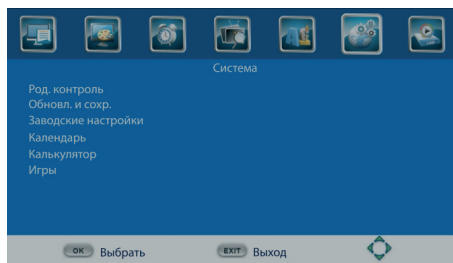 Система
Род. контроль
Обновл. и сохр.
Заводские настройки
Календарь
Калькулятор
Игры
OK Выбрать EXIT Выход